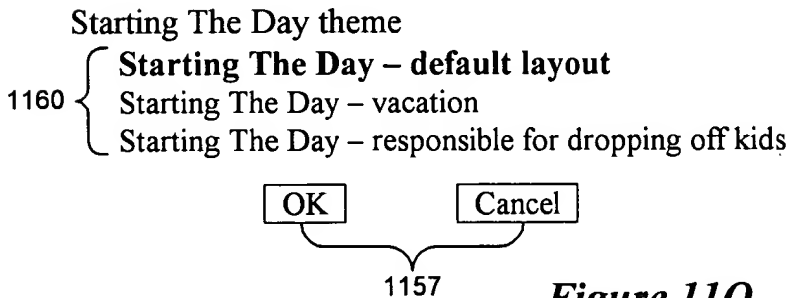 Starting The Day theme
Starting The Day – default layout
1160
Starting The Day – vacation
Starting The Day – responsible for dropping off kids
OK Cancel
1157
Figure 11O